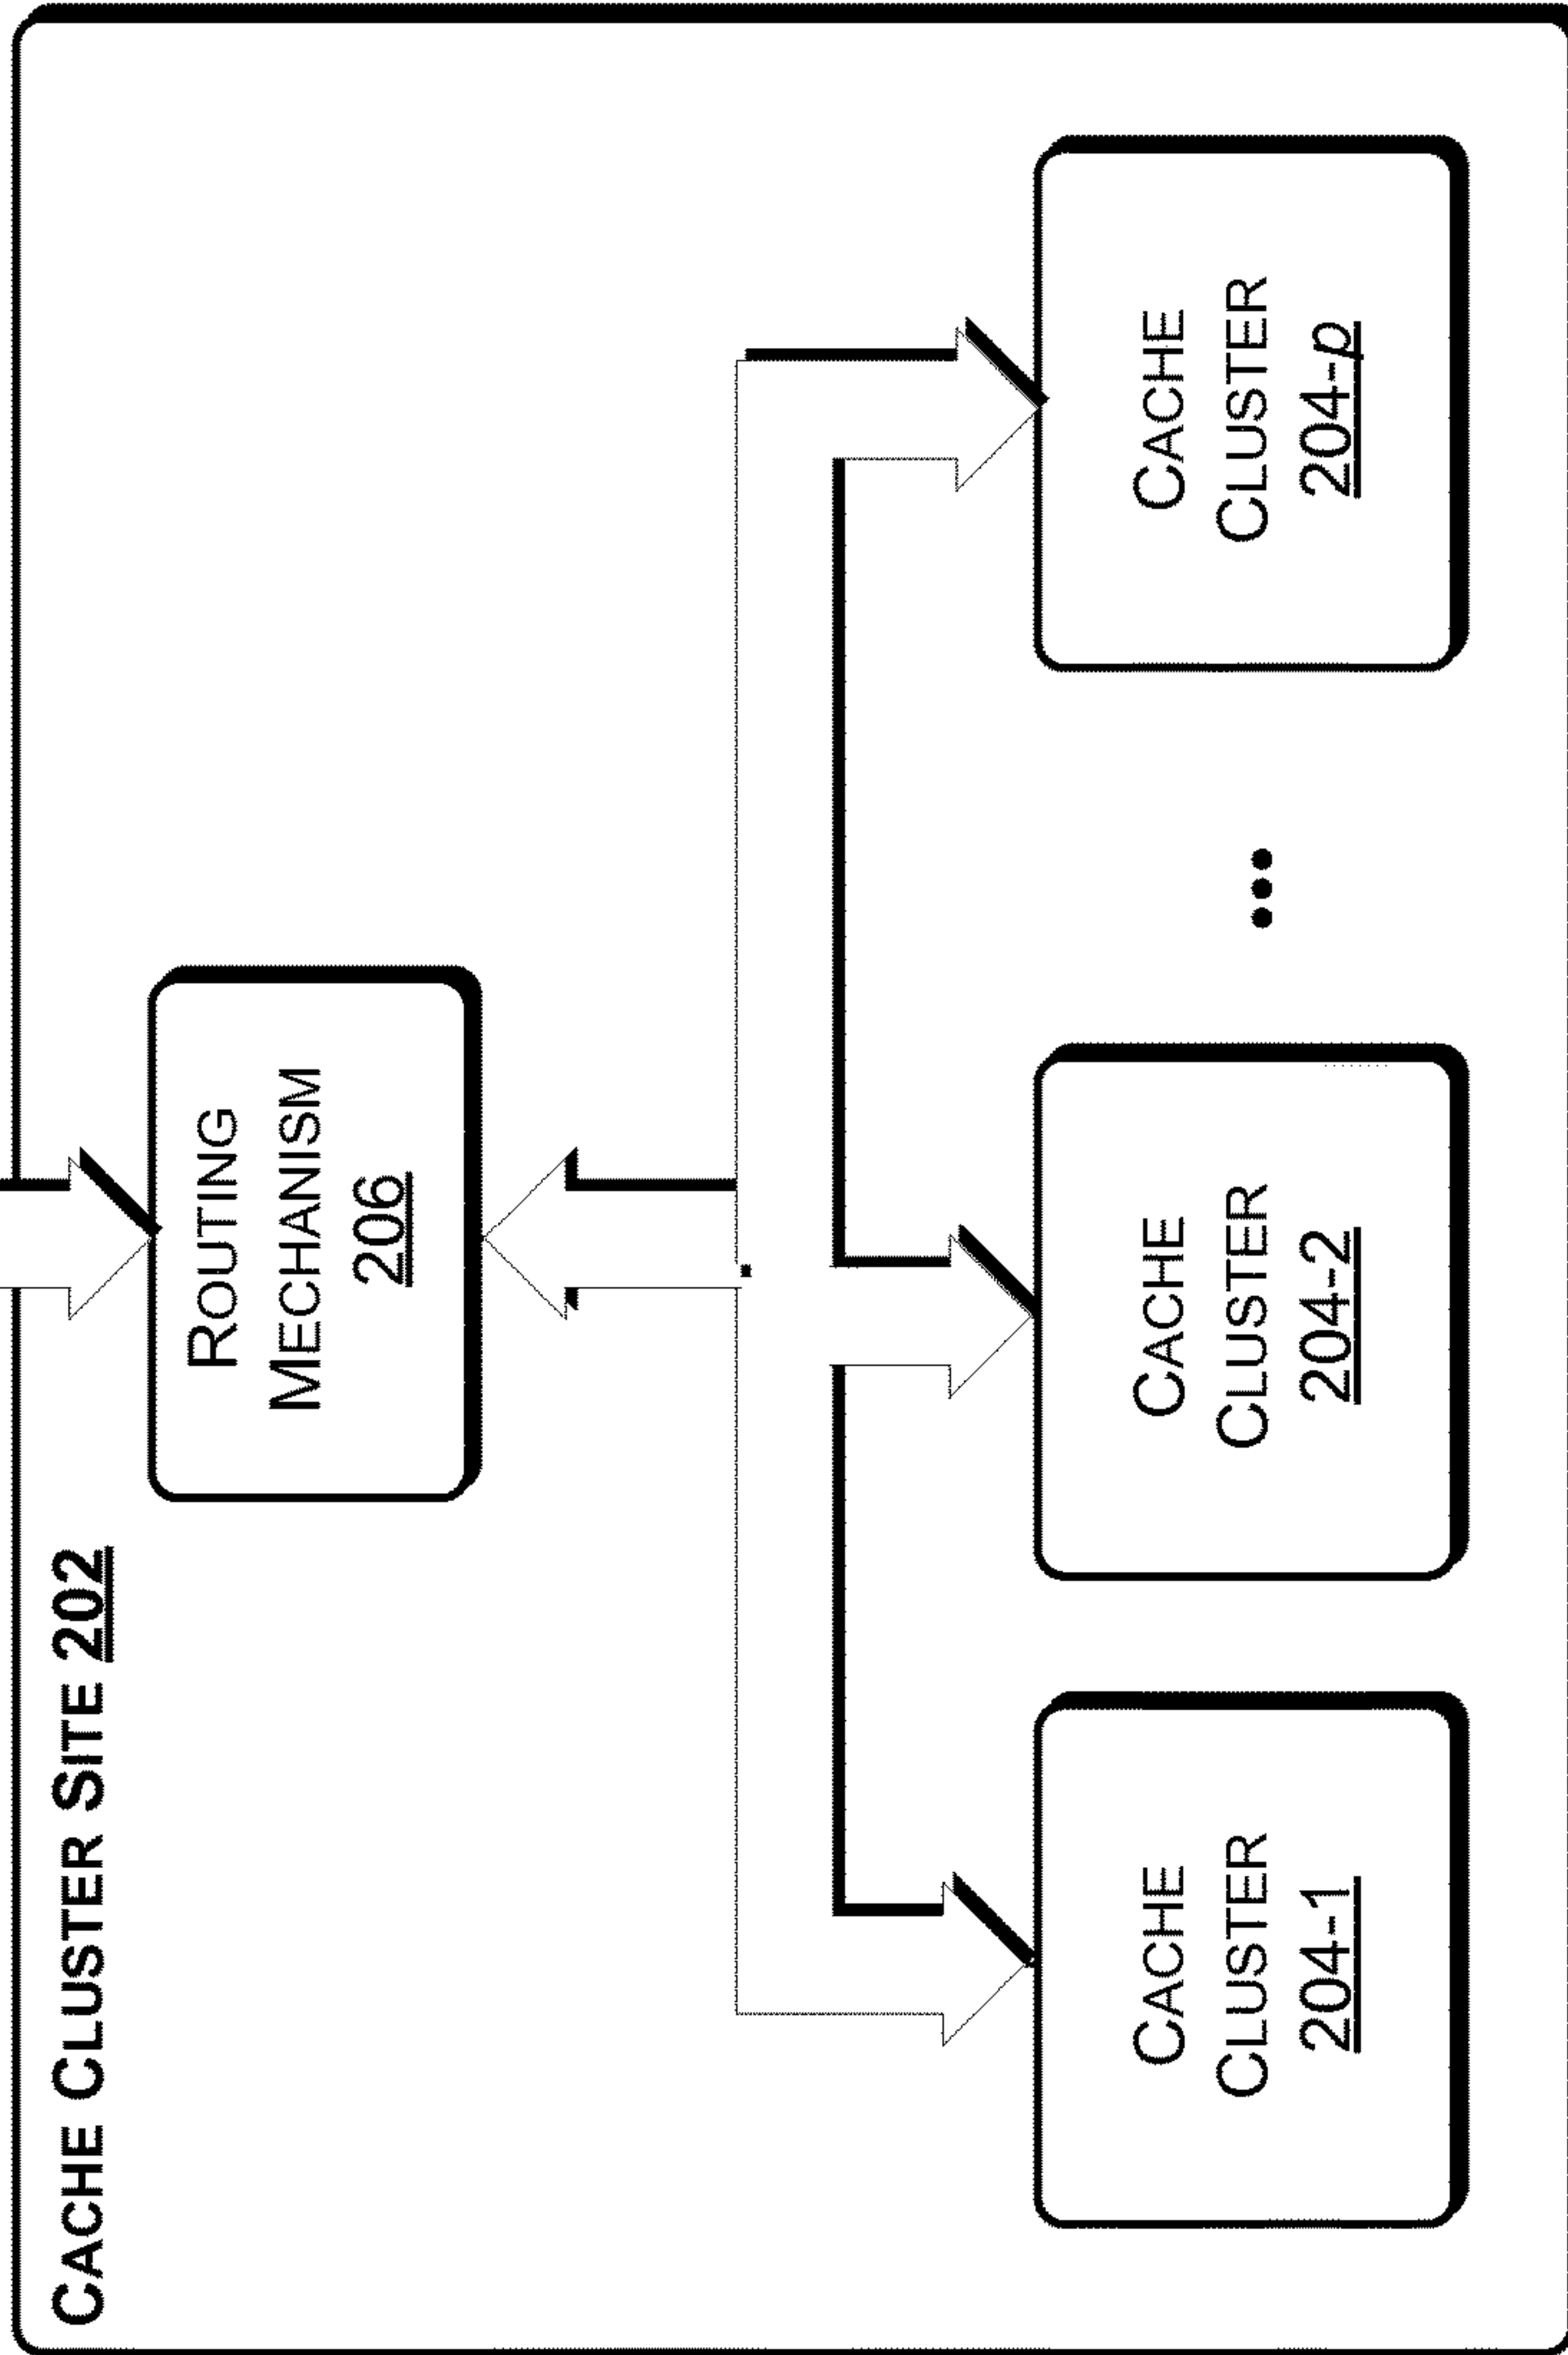 CACHE CLUSTER SITE 202
ROUTING
MECHANISM
206
CACHE
CLUSTER
204-1
CACHE
CLUSTER
204-2
•••
CACHE
CLUSTER
204-p